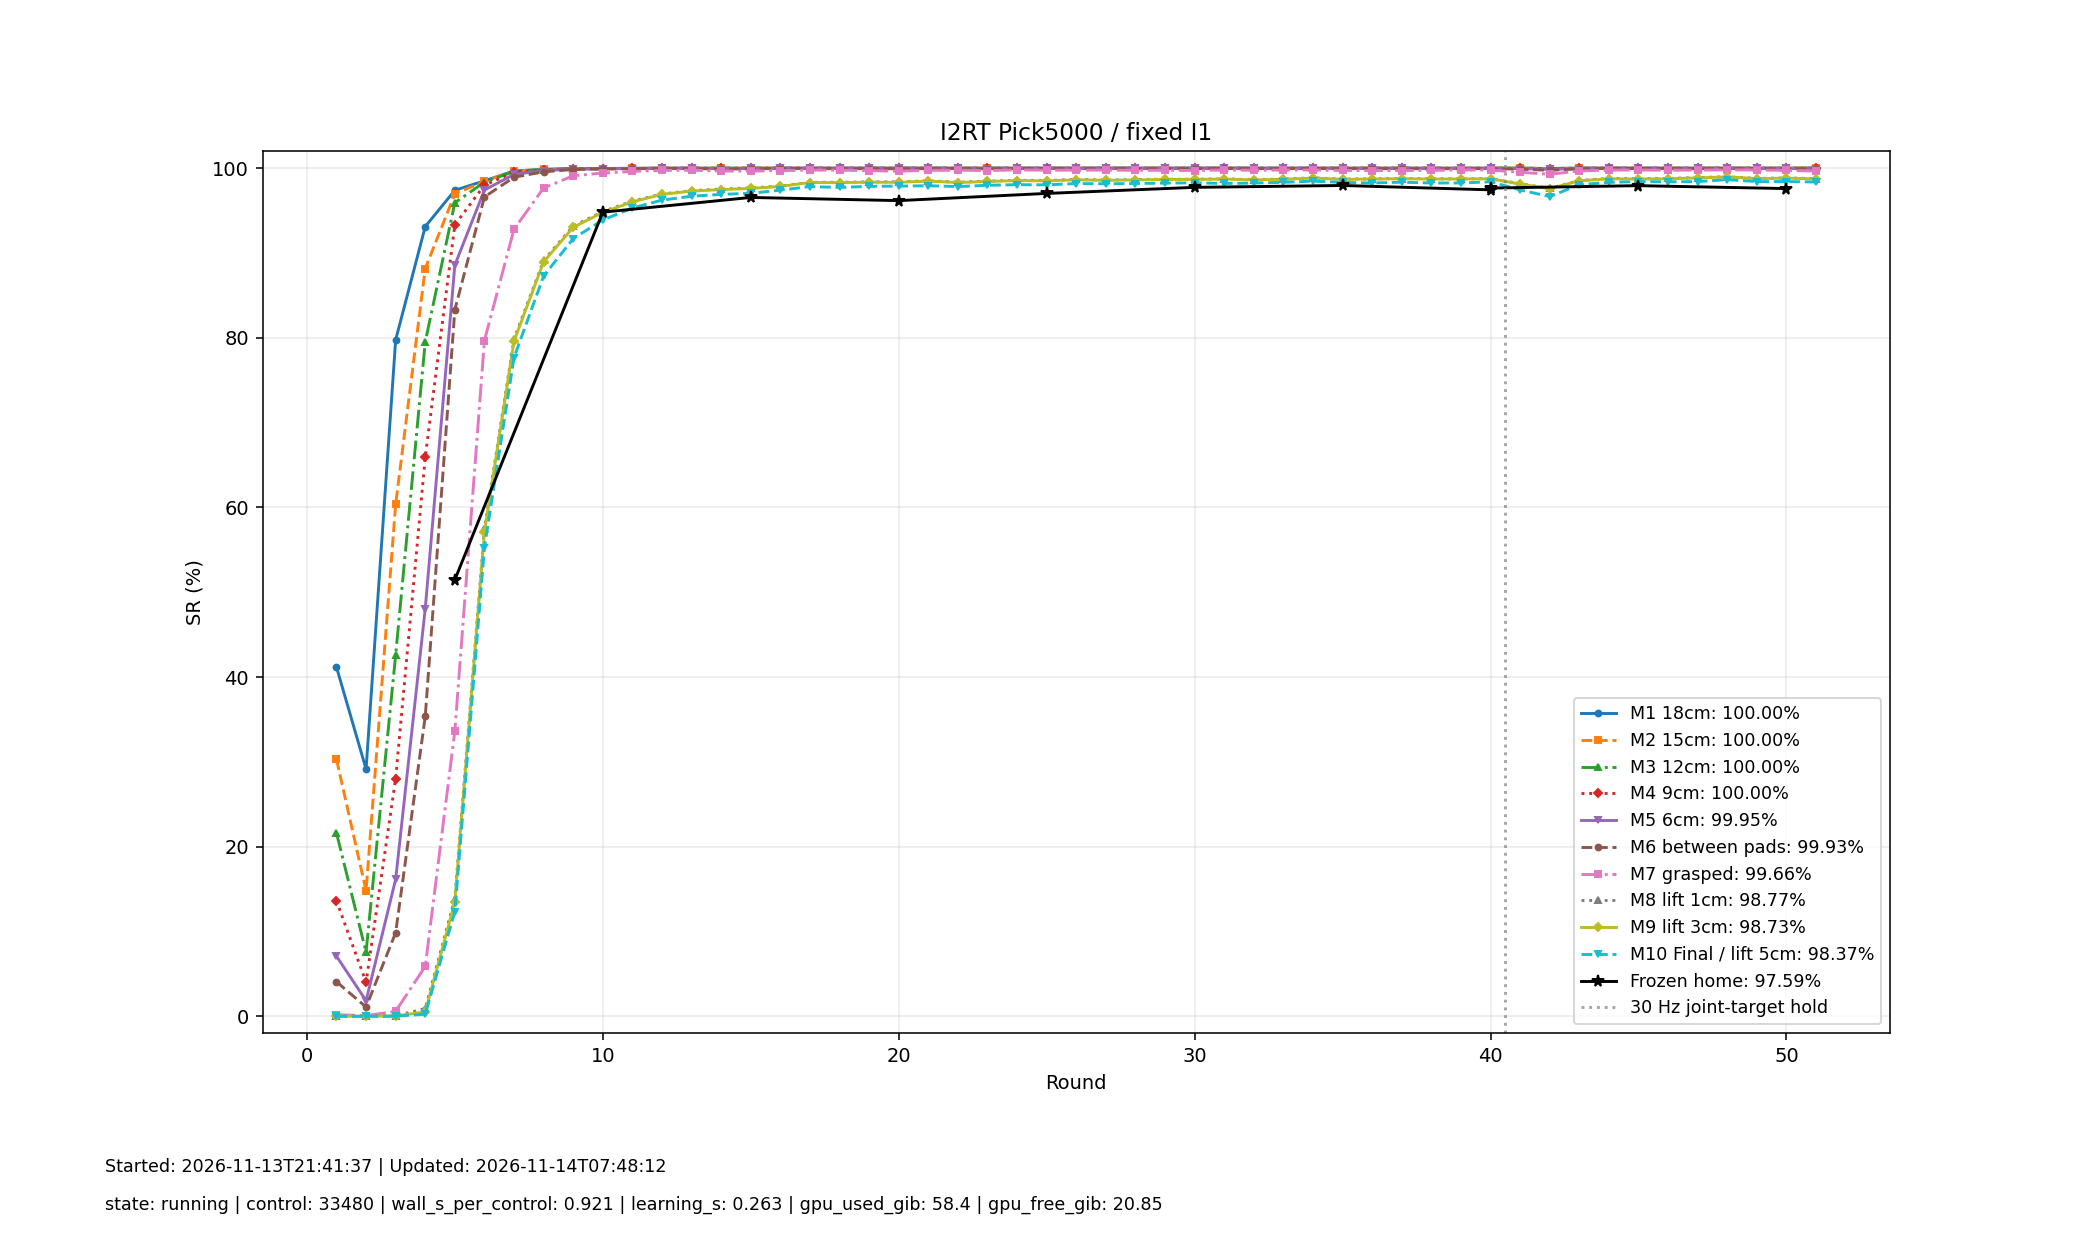 I2RT Pick5000 / fixed I1
SR (%)
100
80
60
40
20
0
0 10 20 30 40 50
Round
M1 18cm: 100.00%
M2 15cm: 100.00%
M3 12cm: 100.00%
M4 9cm: 100.00%
M5 6cm: 99.95%
M6 between pads: 99.93%
M7 grasped: 99.66%
M8 lift 1cm: 98.77%
M9 lift 3cm: 98.73%
M10 Final / lift 5cm: 98.37%
Frozen home: 97.59%
30 Hz joint-target hold
Started: 2026-11-13T21:41:37 | Updated: 2026-11-14T07:48:12
state: running | control: 33480 | wall_s_per_control: 0.921 | learning_s: 0.263 | gpu_used_gib: 58.4 | gpu_free_gib: 20.85